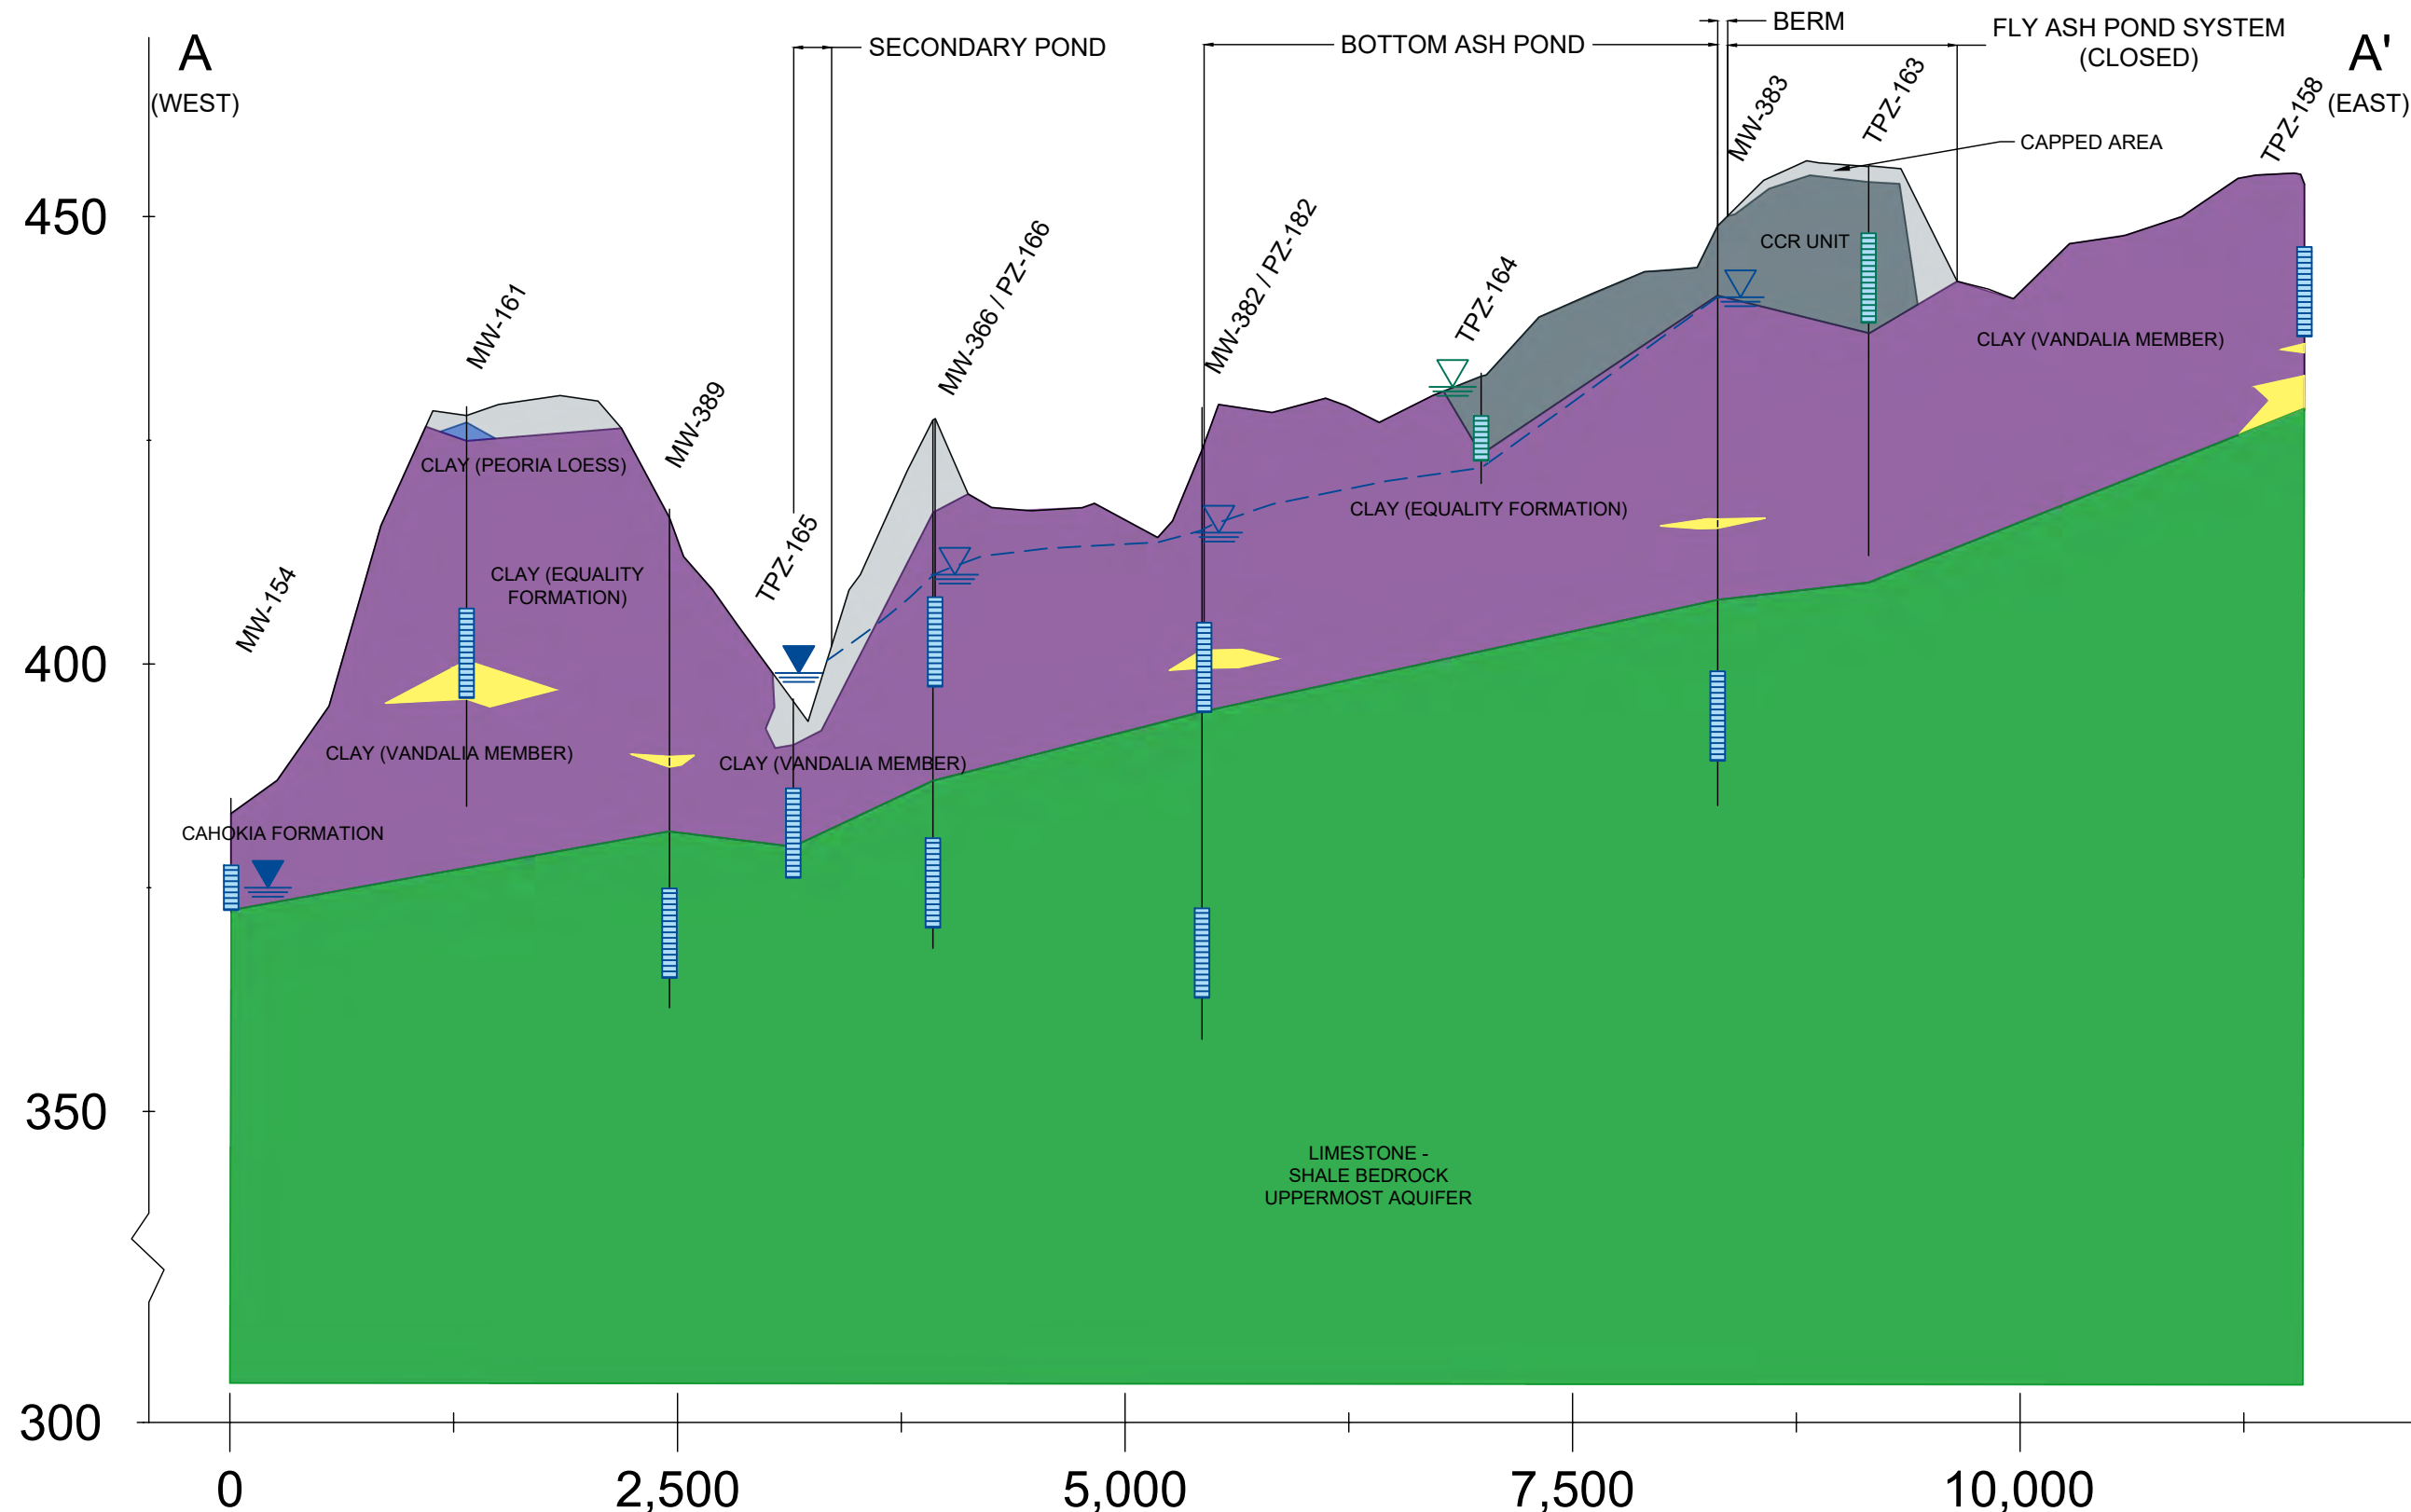 A
(WEST)
SECONDARY POND
BOTTOM ASH POND
BERM
FLY ASH POND SYSTEM
(CLOSED)
A'
(EAST)
MW-154
MW-161
MW-389
TPZ-165
MW-366 / PZ-166
MW-382 / PZ-182
TPZ-164
MW-383
TPZ-163
TPZ-158
CAPPED AREA
CCR UNIT
450
400
350
300
CLAY (PEORIA LOESS)
CLAY (EQUALITY
FORMATION)
CLAY (VANDALIA MEMBER)
CAHOKIA FORMATION
CLAY (VANDALIA MEMBER)
CLAY (EQUALITY FORMATION)
CLAY (VANDALIA MEMBER)
LIMESTONE -
SHALE BEDROCK
UPPERMOST AQUIFER
0
2,500
5,000
7,500
10,000